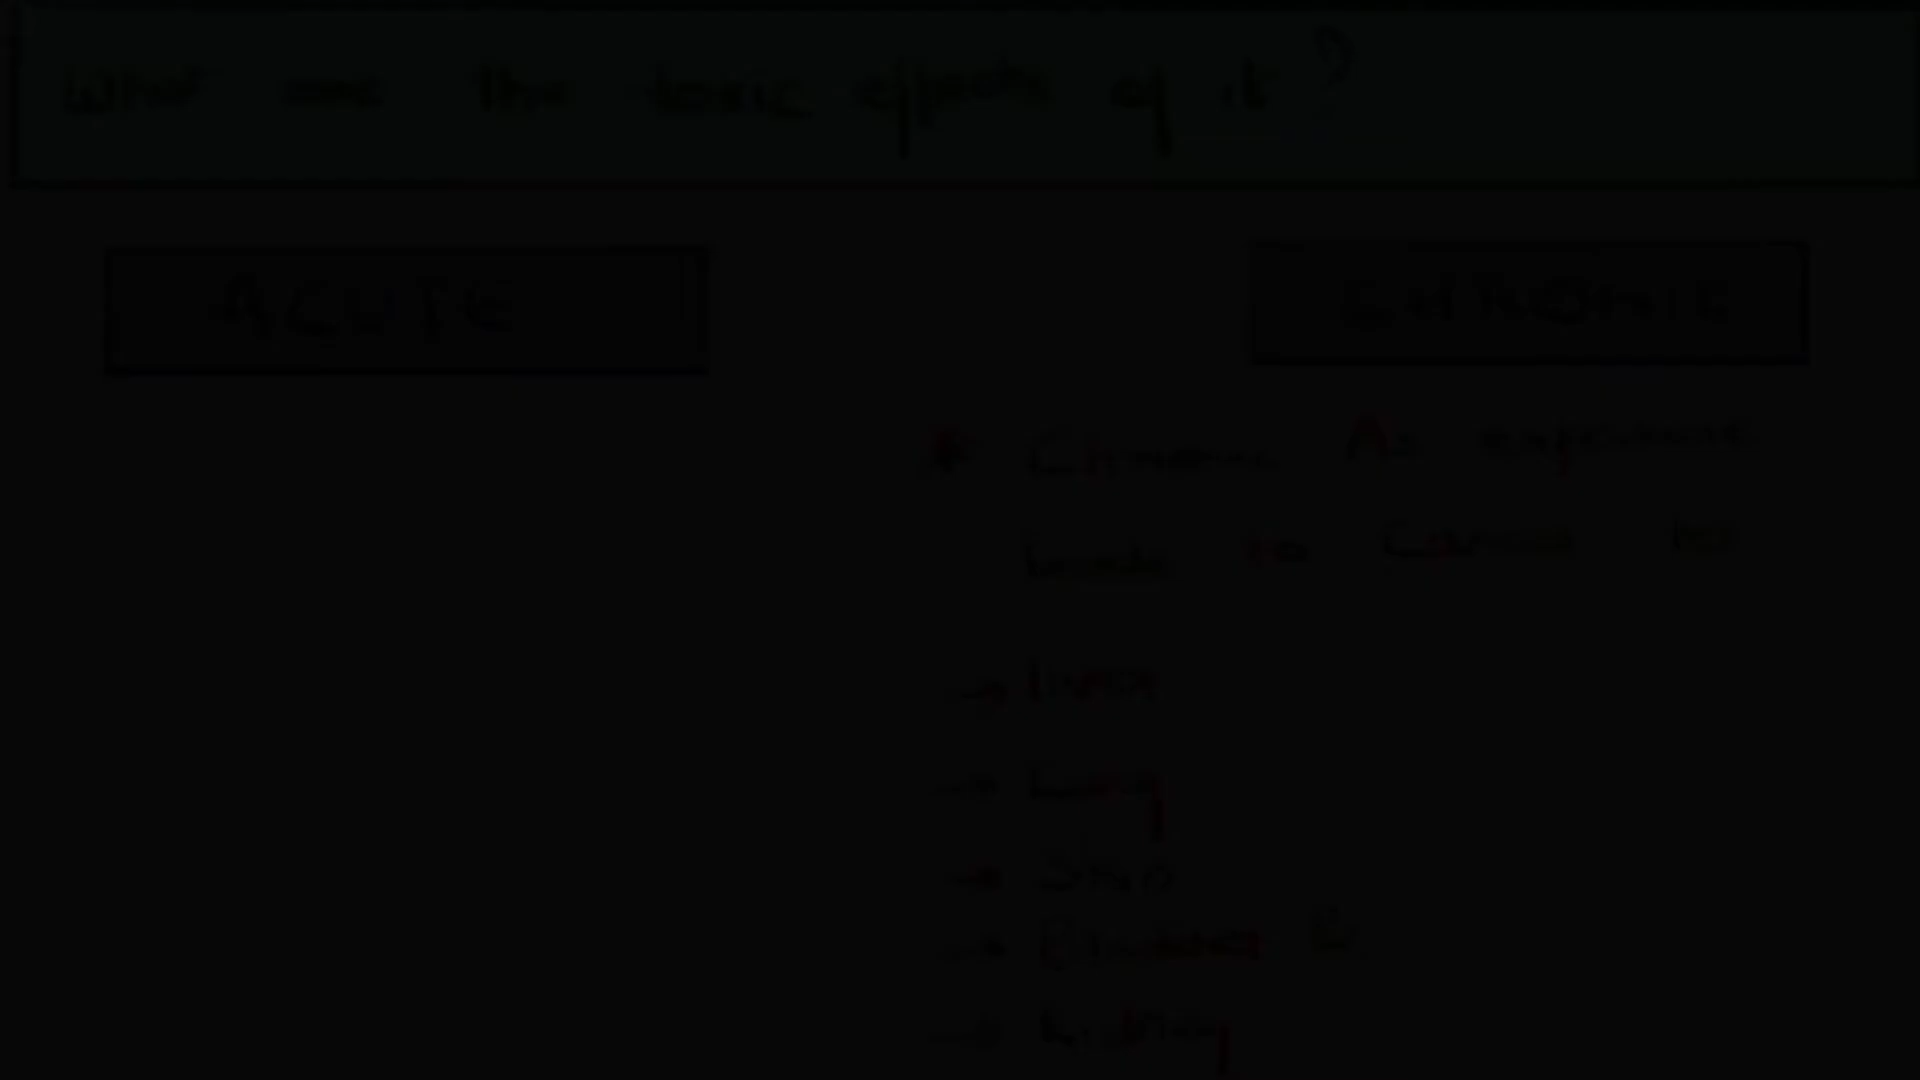 What are the toxic effects of it ?
ACUTE
CHRONIC
* Chronic As exposure
leads to Cancer in
→ Liver
→ Lung
→ Skin
→ Bladder &
→ Kidney